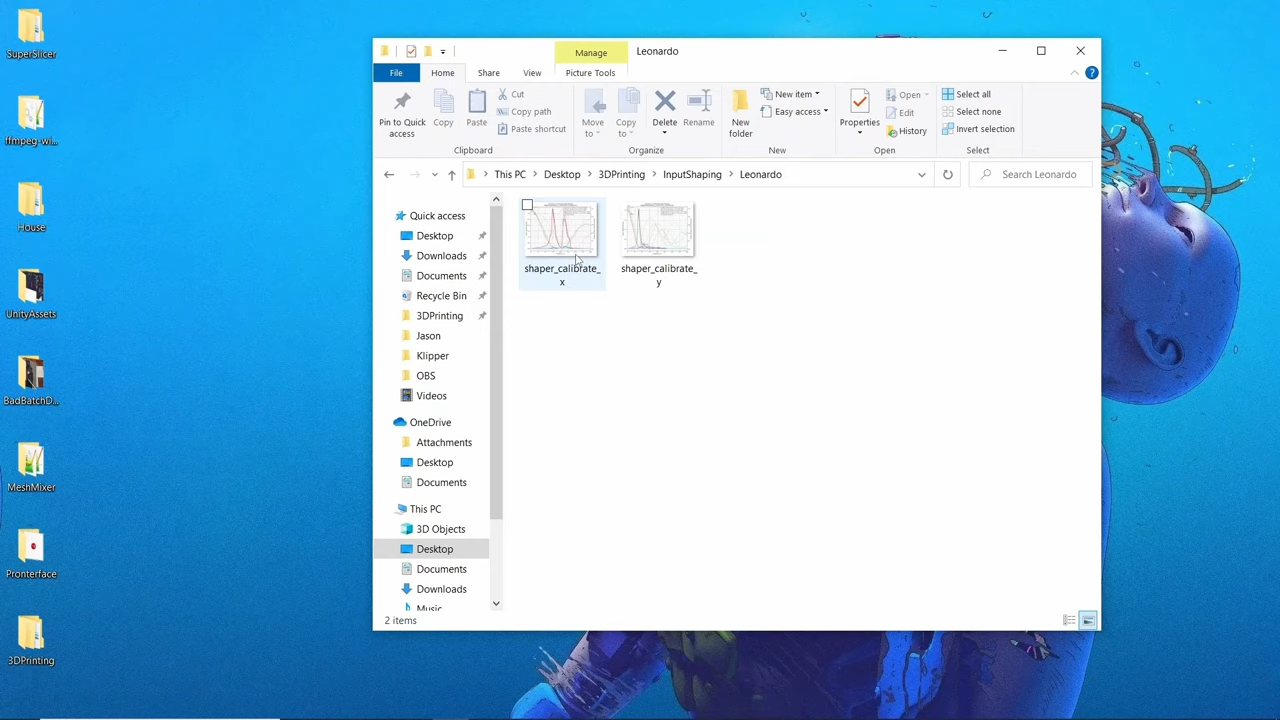 SuperSlicer
ffmpeg-wi...
House
UnityAssets
BadBatchD...
MeshMixer
Pronterface
3DPrinting
Manage
Leonardo
File
Home
Share
View
Picture Tools
Pin to Quick
access
Copy
Paste
Cut
Copy path
Paste shortcut
Clipboard
Move
to
Copy
to
Delete
Rename
Organize
New
folder
New item
Easy access
New
Properties
Open
Edit
History
Open
Select all
Select none
Invert selection
Select
This PC
Desktop
3DPrinting
InputShaping
Leonardo
Search Leonardo
Quick access
Desktop
Downloads
Documents
Recycle Bin
3DPrinting
Jason
Klipper
OBS
Videos
OneDrive
Attachments
Desktop
Documents
This PC
3D Objects
Desktop
Documents
Downloads
Music
shaper_calibrate_
x
shaper_calibrate_
y
2 items